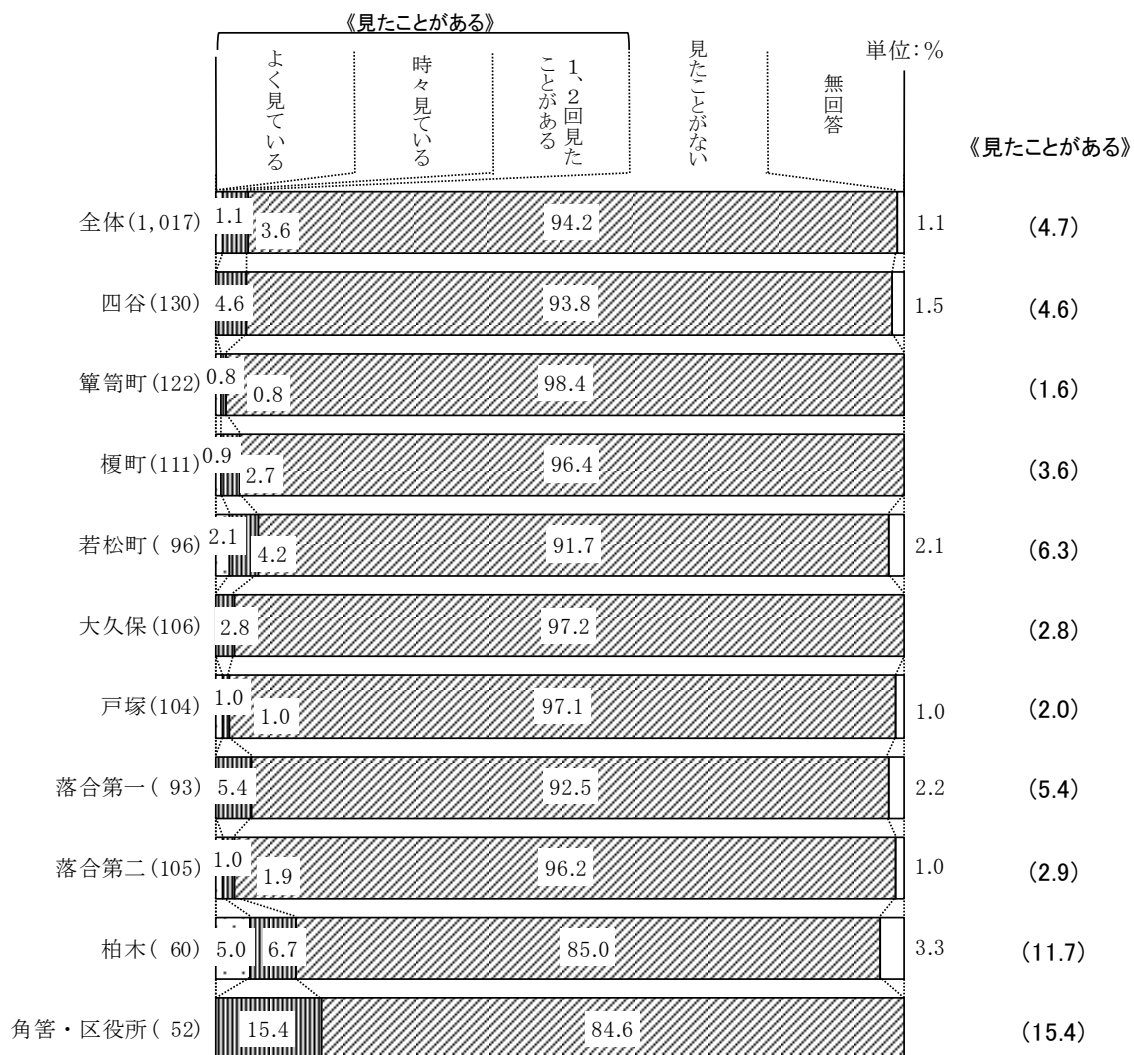 《見たことがある》
単位：%
よく見ている
時々見ている
１、２回見た
ことがある
見たことがない
無回答
《見たことがある》
全体(1,017) 1.1 3.6 94.2 1.1 (4.7)
四谷(130) 4.6 93.8 1.5 (4.6)
簞笥町(122) 0.8 0.8 98.4 (1.6)
榎町(111) 0.9 2.7 96.4 (3.6)
若松町( 96) 2.1 4.2 91.7 2.1 (6.3)
大久保(106) 2.8 97.2 (2.8)
戸塚(104) 1.0 1.0 97.1 1.0 (2.0)
落合第一( 93) 5.4 92.5 2.2 (5.4)
落合第二(105) 1.0 1.9 96.2 1.0 (2.9)
柏木( 60) 5.0 6.7 85.0 3.3 (11.7)
角筈・区役所( 52) 15.4 84.6 (15.4)